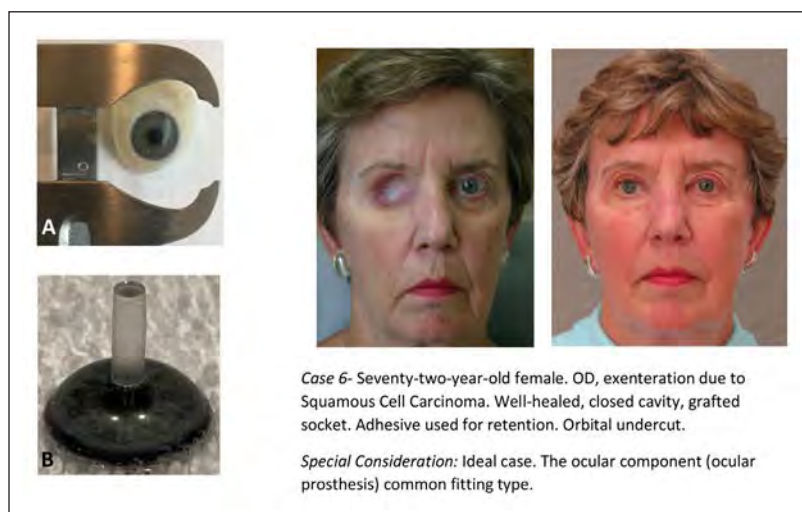 A
B
Case 6- Seventy-two-year-old female. OD, exenteration due to
Squamous Cell Carcinoma. Well-healed, closed cavity, grafted
socket. Adhesive used for retention. Orbital undercut.
Special Consideration: Ideal case. The ocular component (ocular
prosthesis) common fitting type.